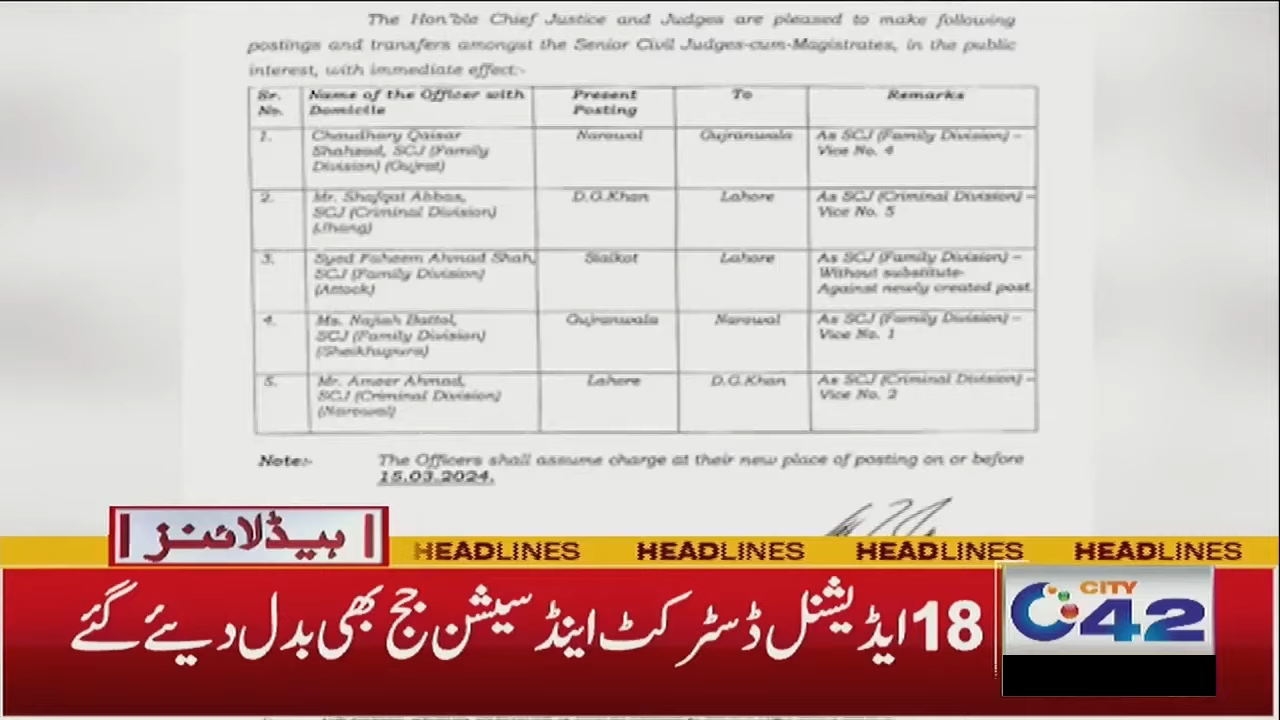 The Hon'ble Chief Justice and Judges are pleased to make following
postings and transfers amongst the Senior Civil Judges-cum-Magistrates, in the public
interest, with immediate effect:-
Sr. No. Name of the Officer with Domicile Present Posting To Remarks
1. Chaudhary Qaisar Shahzad, SCJ (Family Division) (Gujrat) Narowal Gujranwala As SCJ (Family Division) – Vice No. 4
2. Mr. Shafqat Abbas, SCJ (Criminal Division) (Jhang) D.G.Khan Lahore As SCJ (Criminal Division) – Vice No. 5
3. Syed Faheem Ahmad Shah, SCJ (Family Division) (Attock) Sialkot Lahore As SCJ (Family Division) – Without substitute- Against newly created post.
4. Ms. Najiah Battol, SCJ (Family Division) (Sheikhupura) Gujranwala Narowal As SCJ (Family Division) – Vice No. 1
5. Mr. Ameer Ahmad, SCJ (Criminal Division) (Narowal) Lahore D.G.Khan As SCJ (Criminal Division) – Vice No. 2
Note:- The Officers shall assume charge at their new place of posting on or before
15.03.2024.
ہیڈلائنز
HEADLINES HEADLINES HEADLINES HEADLINES
18 ایڈیشنل ڈسٹرکٹ اینڈ سیشن جج بھی بدل دیئے گئے
CITY
42